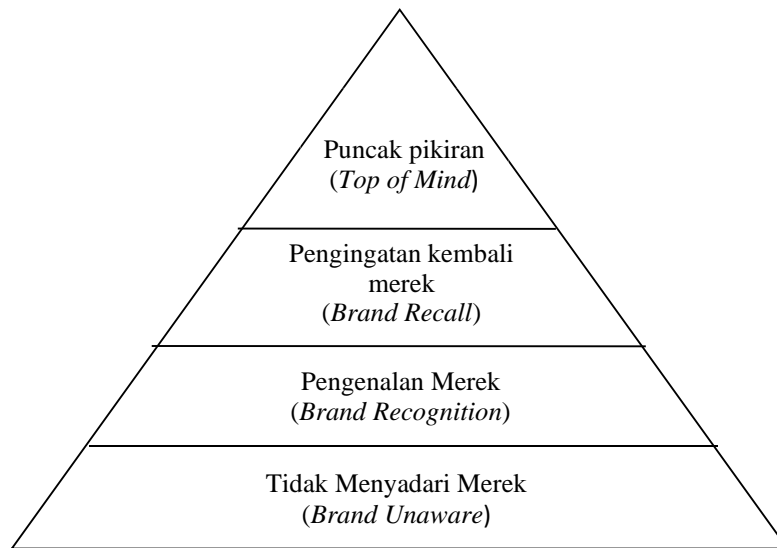 Puncak pikiran
(Top of Mind)
Pengingatan kembali
merek
(Brand Recall)
Pengenalan Merek
(Brand Recognition)
Tidak Menyadari Merek
(Brand Unaware)